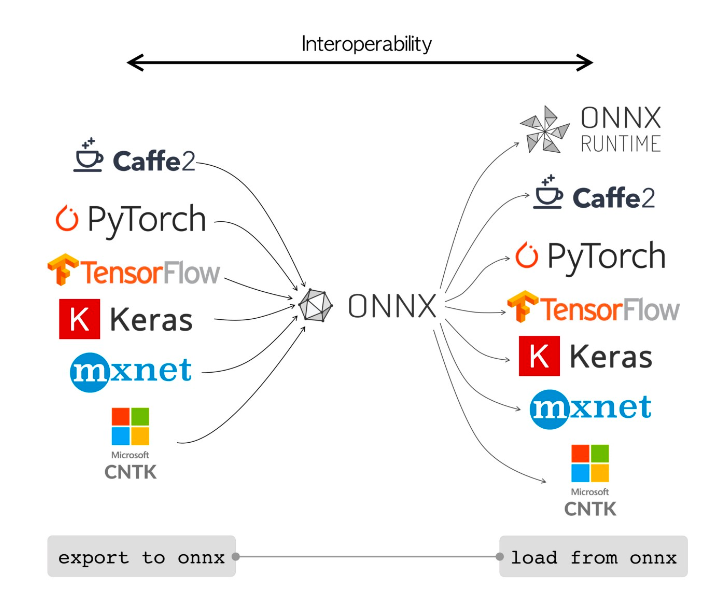 Interoperability
Caffe2
PyTorch
TensorFlow
K Keras
mxnet
Microsoft
CNTK
ONNX
ONNX
RUNTIME
Caffe2
PyTorch
TensorFlow
K Keras
mxnet
Microsoft
CNTK
export to onnx
load from onnx